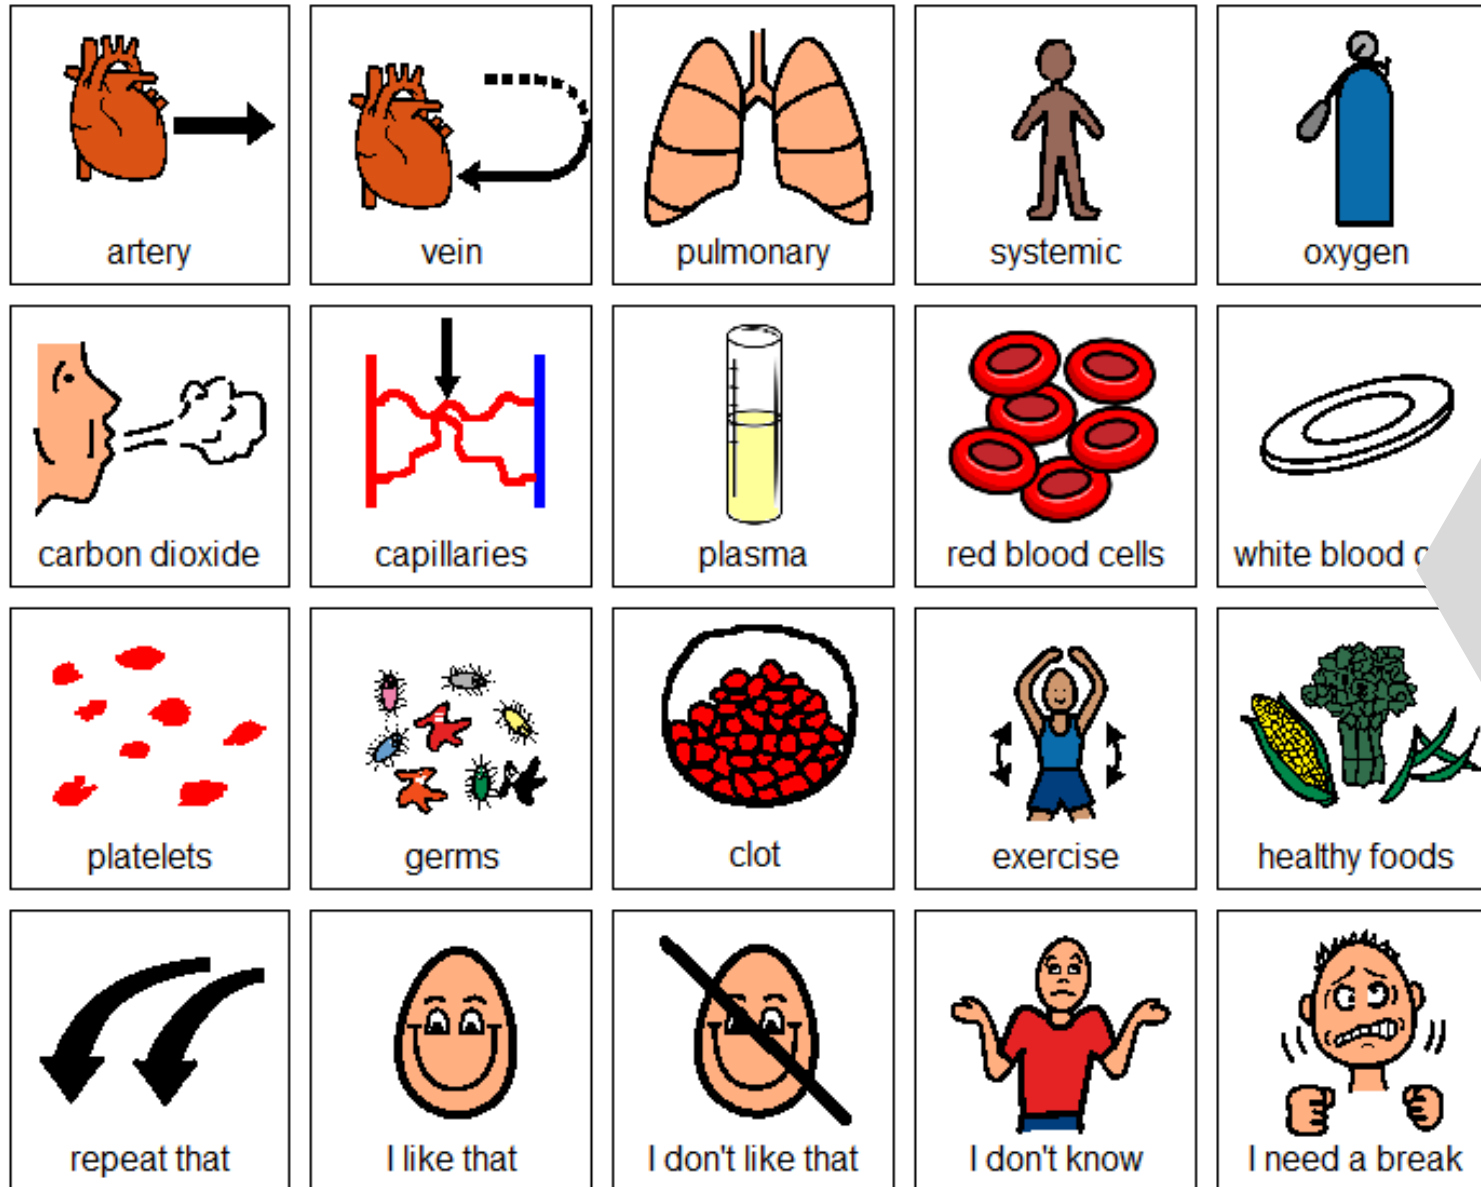 artery
vein
pulmonary
systemic
oxygen
carbon dioxide
capillaries
plasma
red blood cells
white blood
platelets
germs
clot
exercise
healthy foods
repeat that
I like that
I don't like that
I don't know
I need a break